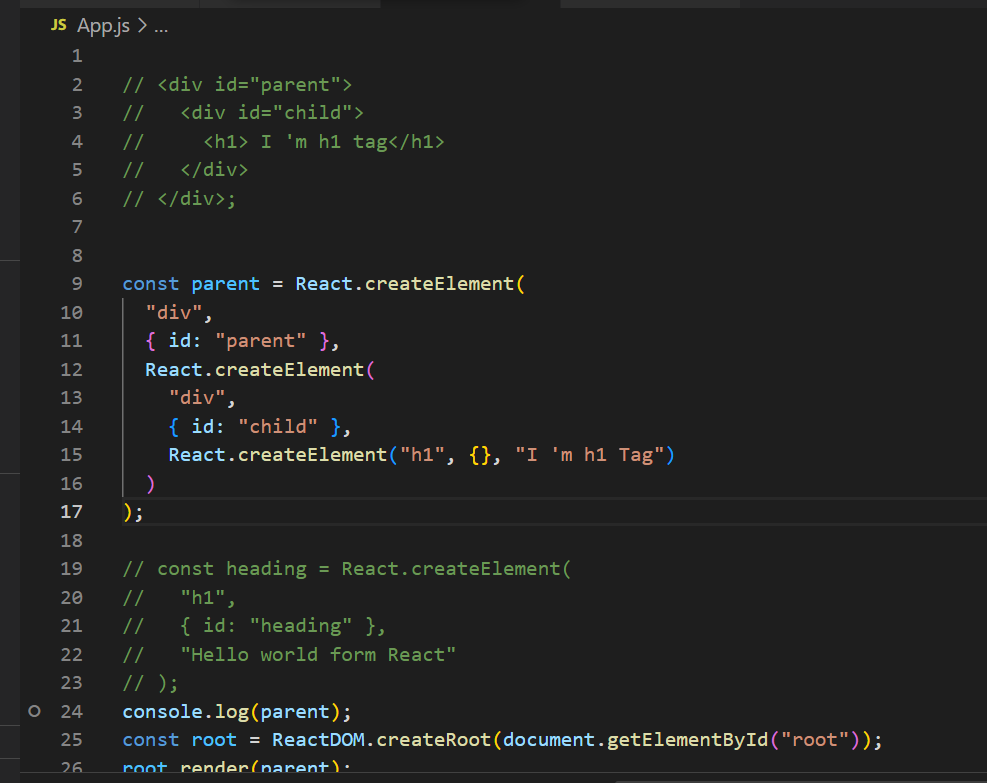 JS App.js > ...
1
2 // <div id="parent">
3 //   <div id="child">
4 //     <h1> I 'm h1 tag</h1>
5 //   </div>
6 // </div>;
7
8
9 const parent = React.createElement(
10   "div",
11   { id: "parent" },
12   React.createElement(
13     "div",
14     { id: "child" },
15     React.createElement("h1", {}, "I 'm h1 Tag")
16   )
17 );
18
19 // const heading = React.createElement(
20 //   "h1",
21 //   { id: "heading" },
22 //   "Hello world form React"
23 // );
24 console.log(parent);
25 const root = ReactDOM.createRoot(document.getElementById("root"));
26 root.render(parent);